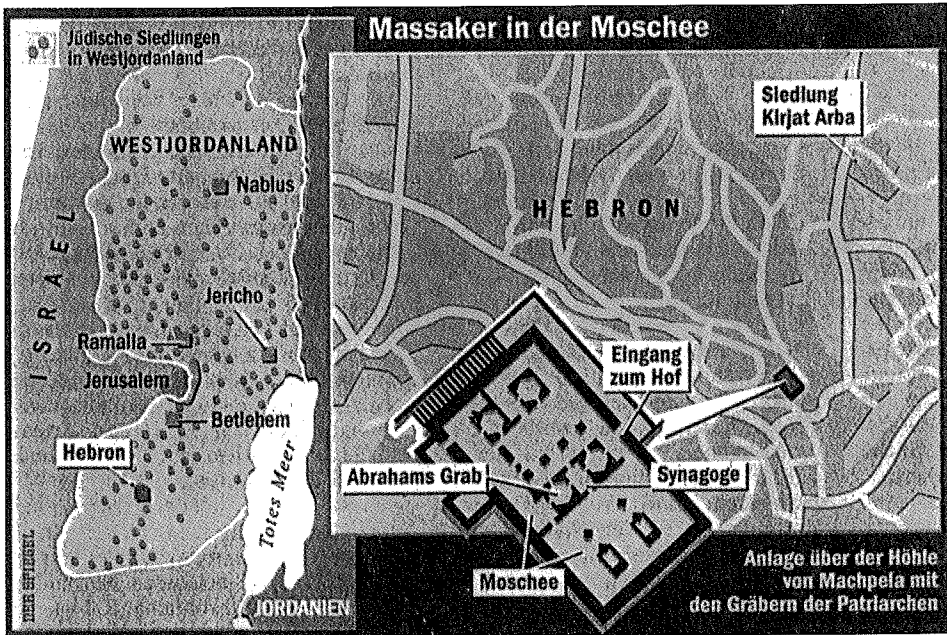 Massaker in der Moschee
Jüdische Siedlungen
in Westjordanland
WESTJORDANLAND
Nablus
ISRAEL
Jericho
Ramalla
Jerusalem
Betlehem
Hebron
Totes Meer
JORDANIEN
DER SPIEGEL
Siedlung
Kirjat Arba
HEBRON
Eingang
zum Hof
Abrahams Grab
Synagoge
Moschee
Anlage über der Höhle
von Machpela mit
den Gräbern der Patriarchen